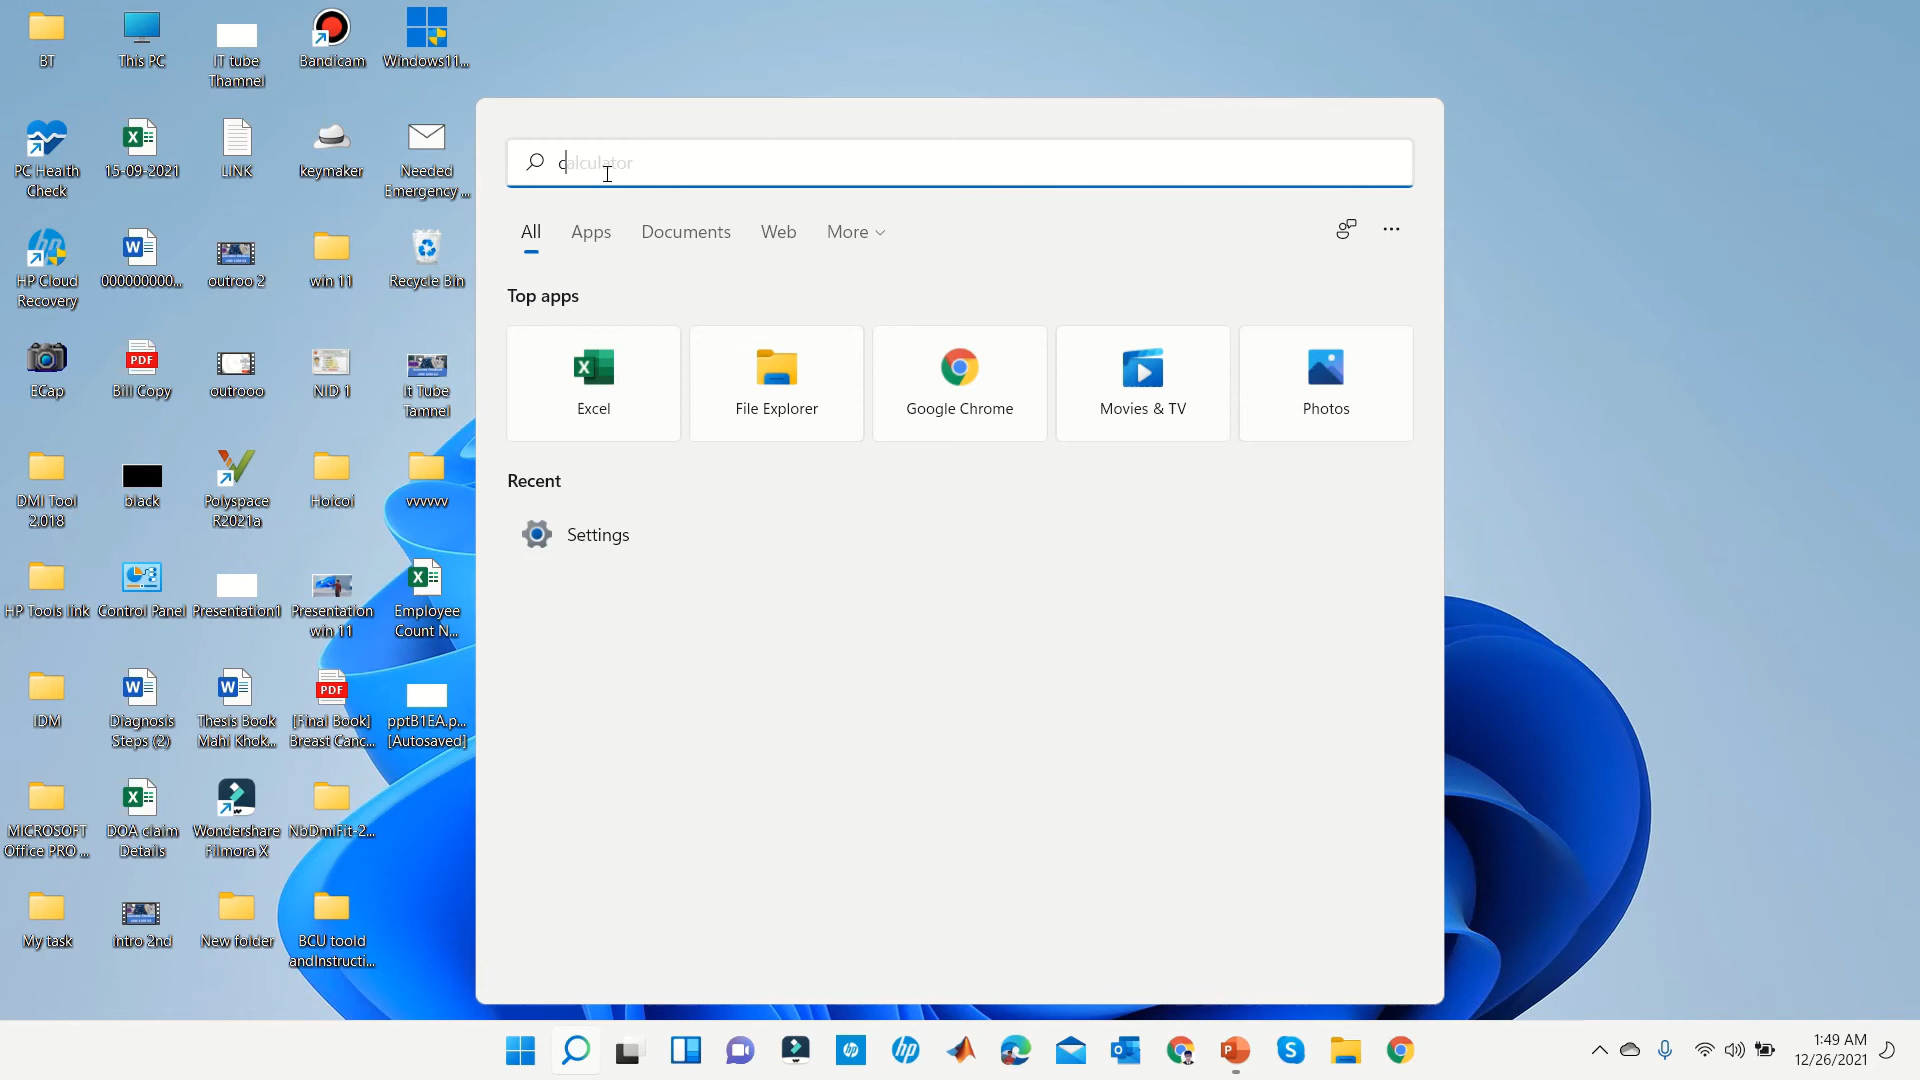 BT
This PC
IT tube
Thamnel
Bandicam
Windows11...
PC Health
Check
15-09-2021
LINK
keymaker
Needed
Emergency ...
HP Cloud
Recovery
000000000...
outroo 2
win 11
Recycle Bin
ECap
PDF
Bill Copy
outrooo
NID 1
It Tube
Tamnel
DMI Tool
2.018
black
Polyspace
R2021a
Hoicoi
vvvvvv
HP Tools link
Control Panel
Presentation1
Presentation
win 11
Employee
Count N...
IDM
Diagnosis
Steps (2)
Thesis Book
Mahi Khok...
PDF
[Final Book]
Breast Canc...
pptB1EA.p...
[Autosaved]
MICROSOFT
Office PRO ...
DOA claim
Details
Wondershare
Filmora X
NbDmiFit-2...
My task
intro 2nd
New folder
BCU toold
andInstructi...
calculator
All Apps Documents Web More
Top apps
Excel
File Explorer
Google Chrome
Movies & TV
Photos
Recent
Settings
1:49 AM
12/26/2021